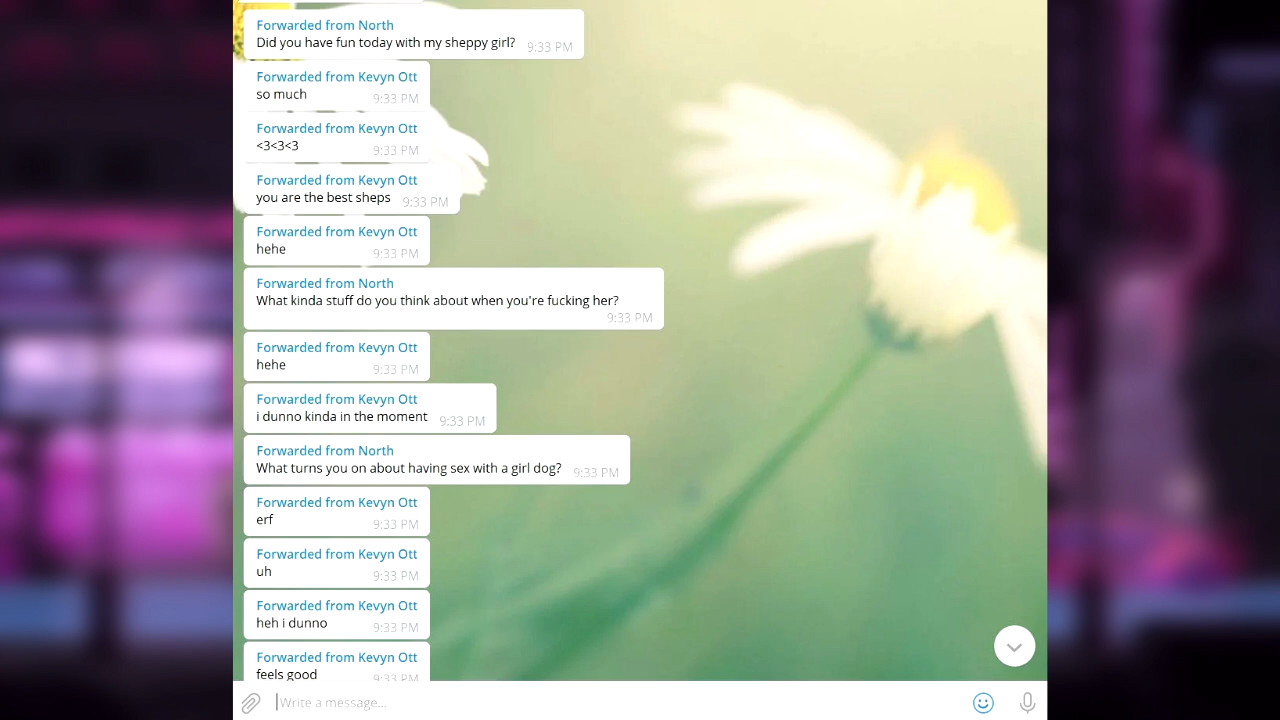 Forwarded from North
Did you have fun today with my sheppy girl? 9:33 PM
Forwarded from Kevyn Ott
so much 9:33 PM
Forwarded from Kevyn Ott
<3<3<3 9:33 PM
Forwarded from Kevyn Ott
you are the best sheps 9:33 PM
Forwarded from Kevyn Ott
hehe 9:33 PM
Forwarded from North
What kinda stuff do you think about when you're fucking her?
9:33 PM
Forwarded from Kevyn Ott
hehe 9:33 PM
Forwarded from Kevyn Ott
i dunno kinda in the moment 9:33 PM
Forwarded from North
What turns you on about having sex with a girl dog? 9:33 PM
Forwarded from Kevyn Ott
erf 9:33 PM
Forwarded from Kevyn Ott
uh 9:33 PM
Forwarded from Kevyn Ott
heh i dunno 9:33 PM
Forwarded from Kevyn Ott
feels good 9:33 PM
Write a message...